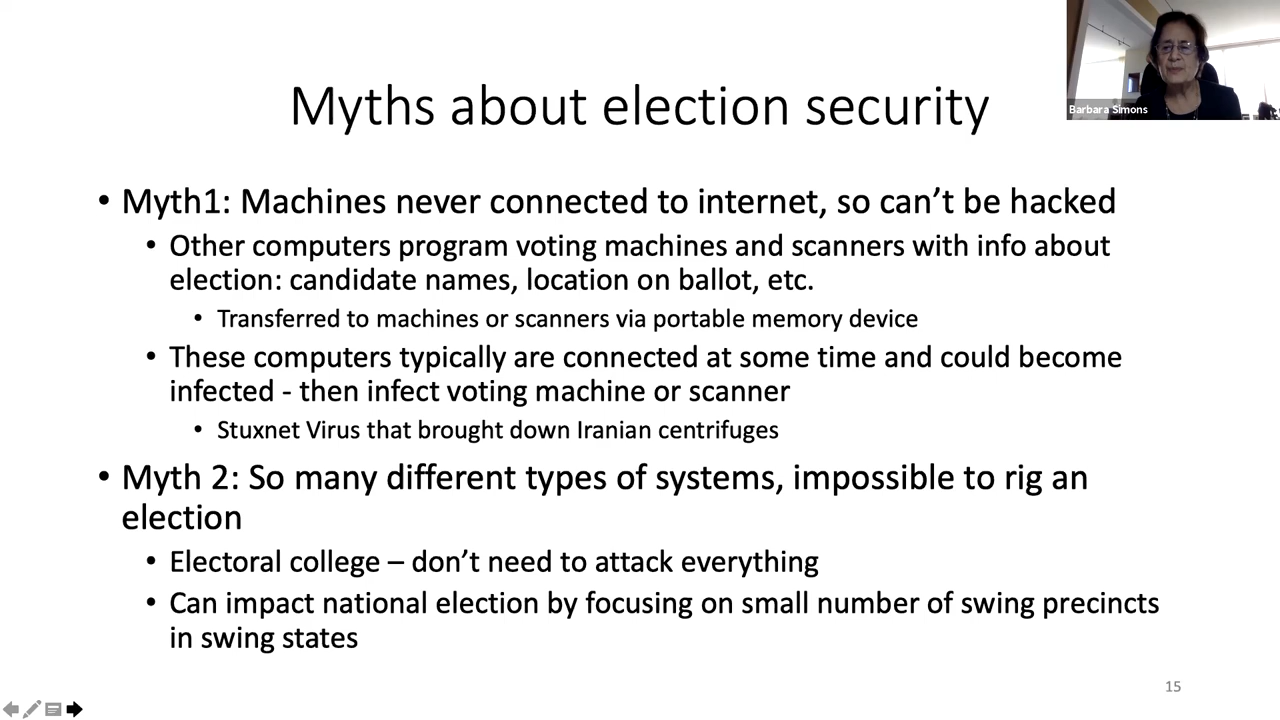 Barbara Simons
Myths about election security
• Myth1: Machines never connected to internet, so can’t be hacked
• Other computers program voting machines and scanners with info about
election: candidate names, location on ballot, etc.
• Transferred to machines or scanners via portable memory device
• These computers typically are connected at some time and could become
infected - then infect voting machine or scanner
• Stuxnet Virus that brought down Iranian centrifuges
• Myth 2: So many different types of systems, impossible to rig an
election
• Electoral college – don’t need to attack everything
• Can impact national election by focusing on small number of swing precincts
in swing states
15